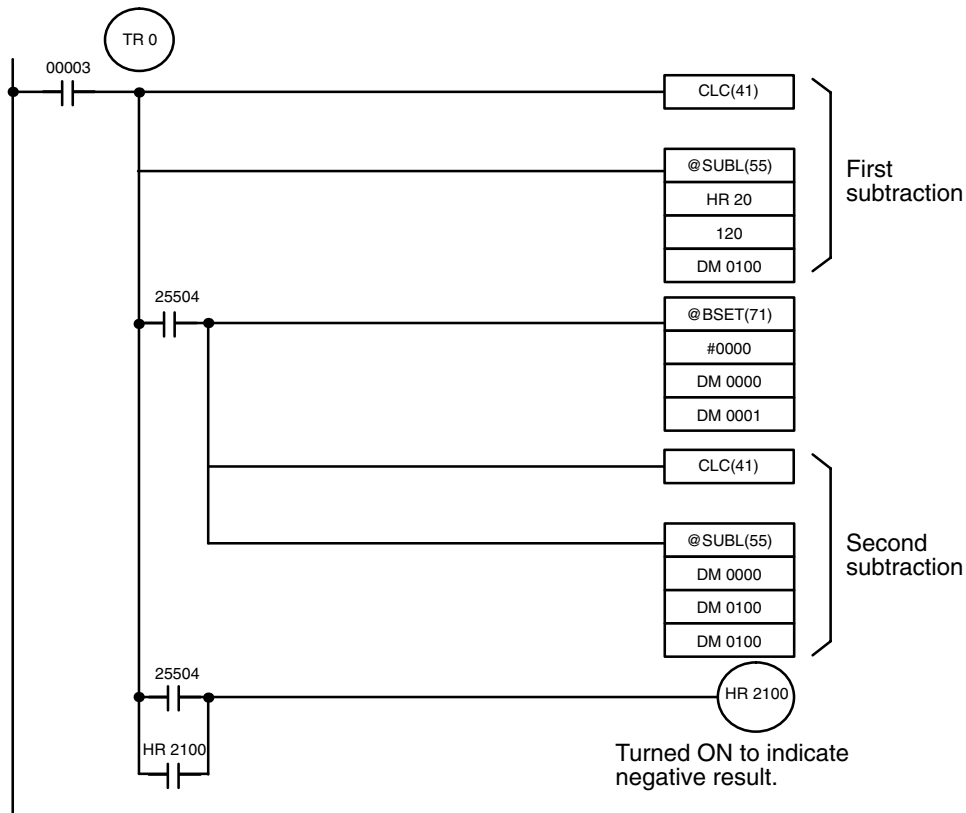 TR 0
00003
CLC(41)
@SUBL(55)
HR 20
120
DM 0100
First
subtraction
25504
@BSET(71)
#0000
DM 0000
DM 0001
CLC(41)
@SUBL(55)
DM 0000
DM 0100
DM 0100
Second
subtraction
25504
HR 2100
HR 2100
Turned ON to indicate
negative result.